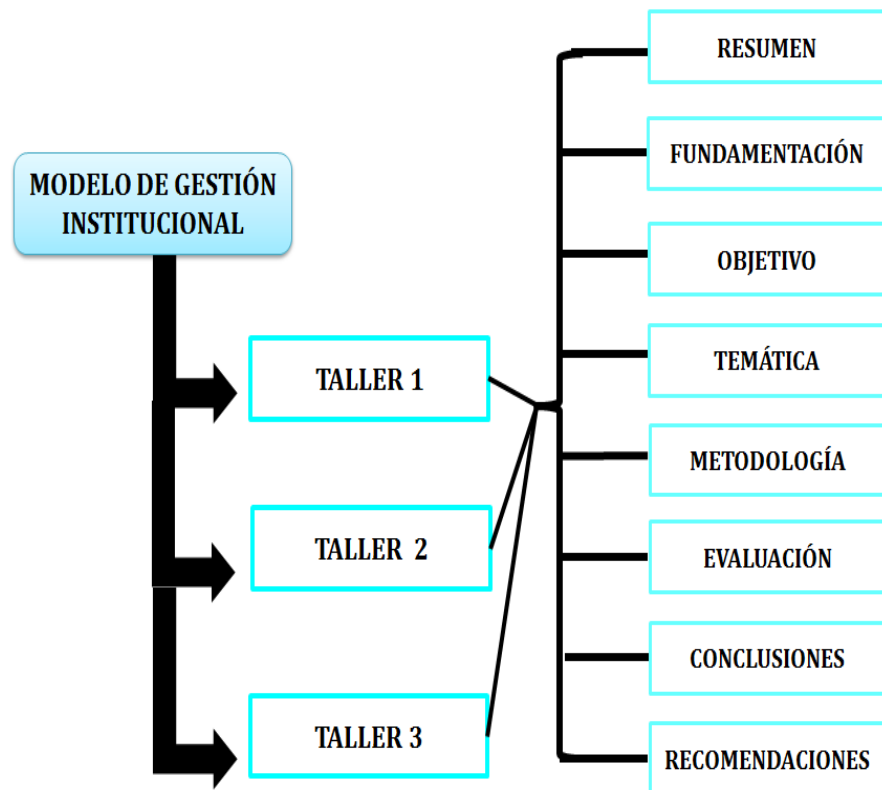 MODELO DE GESTIÓN
INSTITUCIONAL
TALLER 1
TALLER 2
TALLER 3
RESUMEN
FUNDAMENTACIÓN
OBJETIVO
TEMÁTICA
METODOLOGÍA
EVALUACIÓN
CONCLUSIONES
RECOMENDACIONES